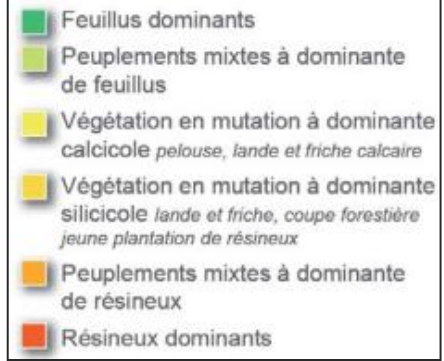 Feuillus dominants
Peuplements mixtes à dominante
de feuillus
Végétation en mutation à dominante
calcicole pelouse, lande et friche calcaire
Végétation en mutation à dominante
silicicole lande et friche, coupe forestière
jeune plantation de résineux
Peuplements mixtes à dominante
de résineux
Résineux dominants